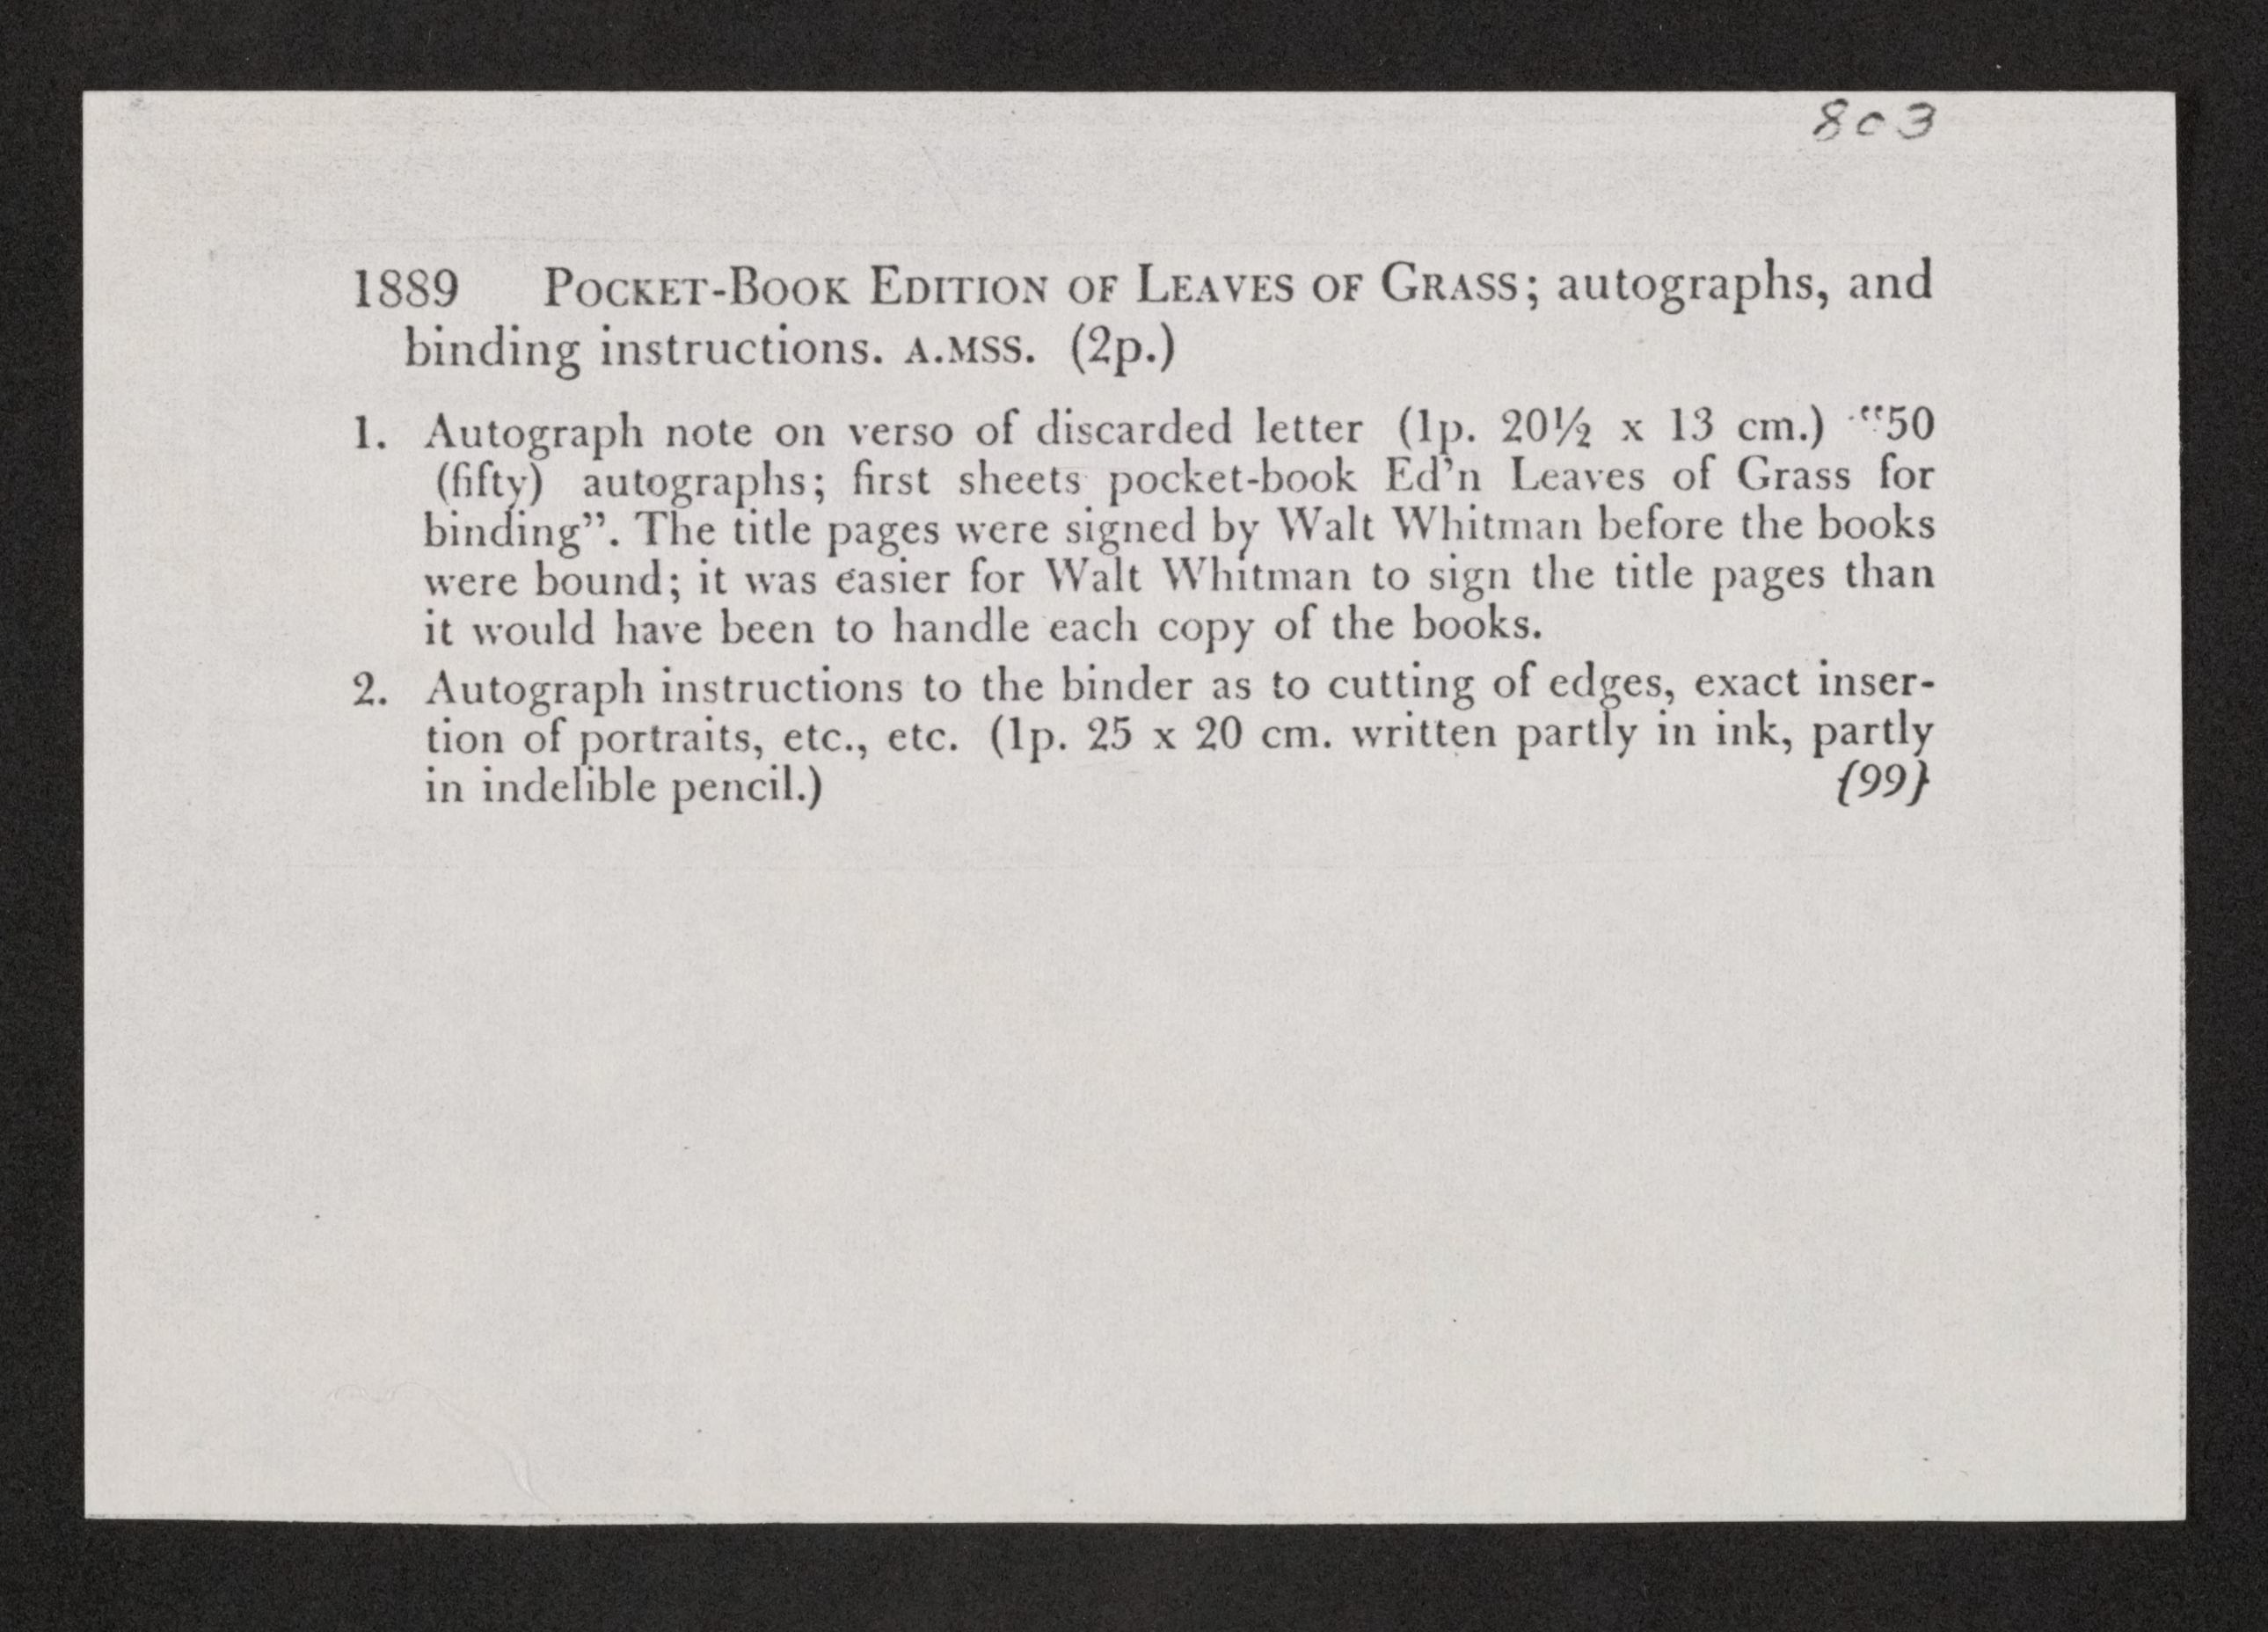 803
1889 Pocket-Book Edition of Leaves of Grass; autographs, and
binding instructions. A.MSS. (2p.)
1. Autograph note on verso of discarded letter (1p. 20½ x 13 cm.) "50
(fifty) autographs; first sheets pocket-book Ed'n Leaves of Grass for
binding". The title pages were signed by Walt Whitman before the books
were bound; it was easier for Walt Whitman to sign the title pages than
it would have been to handle each copy of the books.
2. Autograph instructions to the binder as to cutting of edges, exact inser-
tion of portraits, etc., etc. (1p. 25 x 20 cm. written partly in ink, partly
in indelible pencil.) {99}